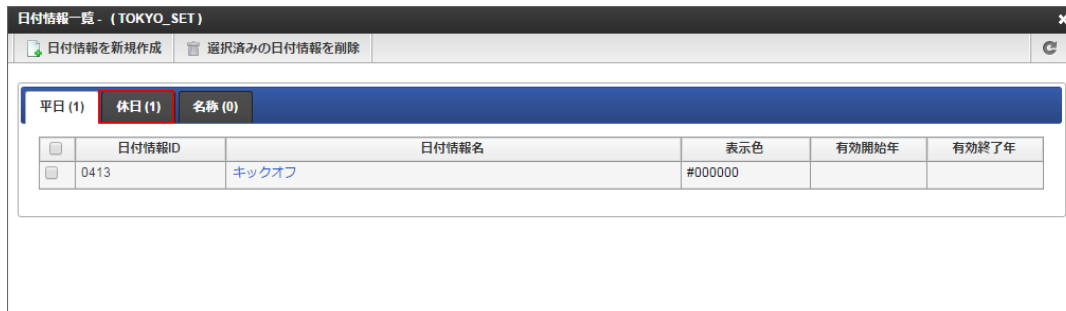 日付情報一覧 - ( TOKYO_SET )
日付情報を新規作成 選択済みの日付情報を削除
平日 (1) 休日 (1) 名称 (0)
日付情報ID 日付情報名 表示色 有効開始年 有効終了年
0413 キックオフ #000000